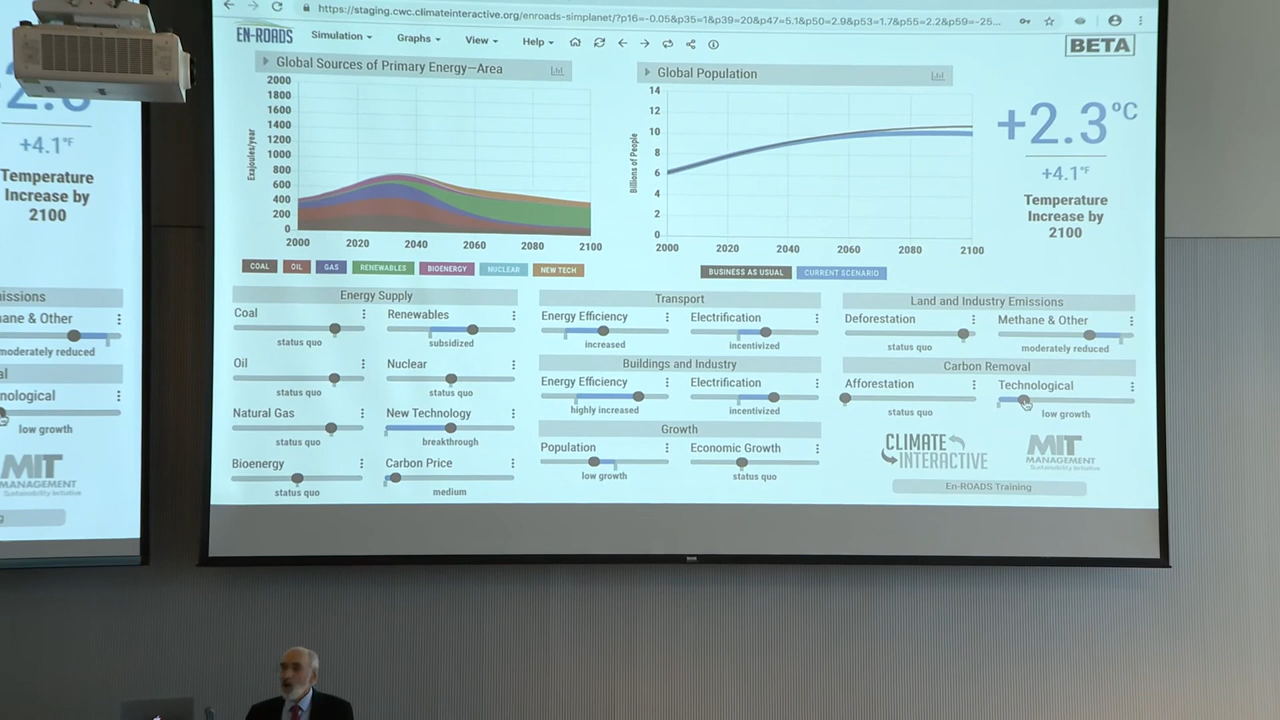 https://staging.cwc.climateinteractive.org/enroads-simplanet/?p16=-0.05&p35=1&p39=20&p47=5.1&p50=2.9&p53=1.7&p55=2.2&p59=-25...
EN-ROADS
Simulation
Graphs
View
Help
BETA
Global Sources of Primary Energy—Area
2000
1800
1600
1400
1200
1000
800
600
400
200
0
Exajoules/year
2000 2020 2040 2060 2080 2100
COAL OIL GAS RENEWABLES BIOENERGY NUCLEAR NEW TECH
Global Population
14
12
10
8
6
4
2
0
Billions of People
2000 2020 2040 2060 2080 2100
BUSINESS AS USUAL CURRENT SCENARIO
+2.3°C
+4.1°F
Temperature
Increase by
2100
Energy Supply
Coal
status quo
Renewables
subsidized
Oil
status quo
Nuclear
status quo
Natural Gas
status quo
New Technology
breakthrough
Bioenergy
status quo
Carbon Price
medium
Transport
Energy Efficiency
increased
Electrification
incentivized
Buildings and Industry
Energy Efficiency
highly increased
Electrification
incentivized
Growth
Population
low growth
Economic Growth
status quo
Land and Industry Emissions
Deforestation
status quo
Methane & Other
moderately reduced
Carbon Removal
Afforestation
status quo
Technological
low growth
CLIMATE
INTERACTIVE
MIT
MANAGEMENT
Sustainability Initiative
En-ROADS Training
+4.1°F
Temperature
Increase by
2100
issions
ane & Other
moderately reduced
al
nological
low growth
MIT
MANAGEMENT
Sustainability Initiative
g